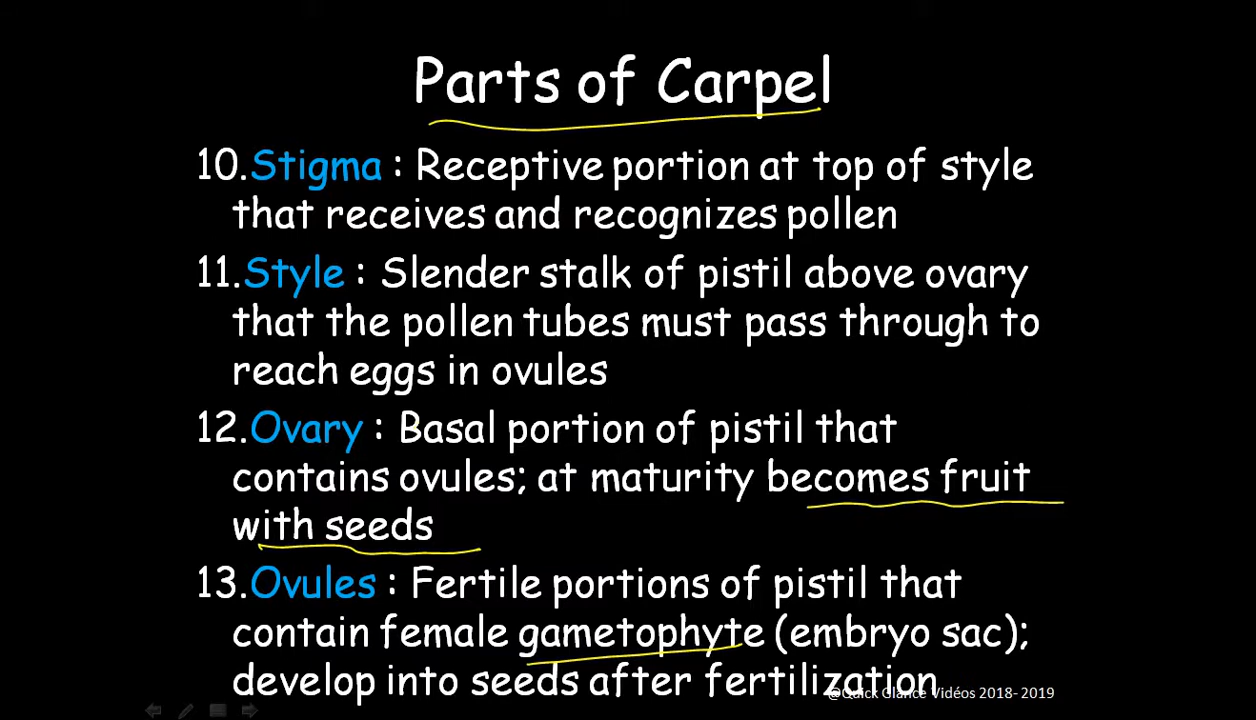 Parts of Carpel
10.Stigma : Receptive portion at top of style
that receives and recognizes pollen
11.Style : Slender stalk of pistil above ovary
that the pollen tubes must pass through to
reach eggs in ovules
12.Ovary : Basal portion of pistil that
contains ovules; at maturity becomes fruit
with seeds
13.Ovules : Fertile portions of pistil that
contain female gametophyte (embryo sac);
develop into seeds after fertilization
@Quick Glance Vidéos 2018- 2019